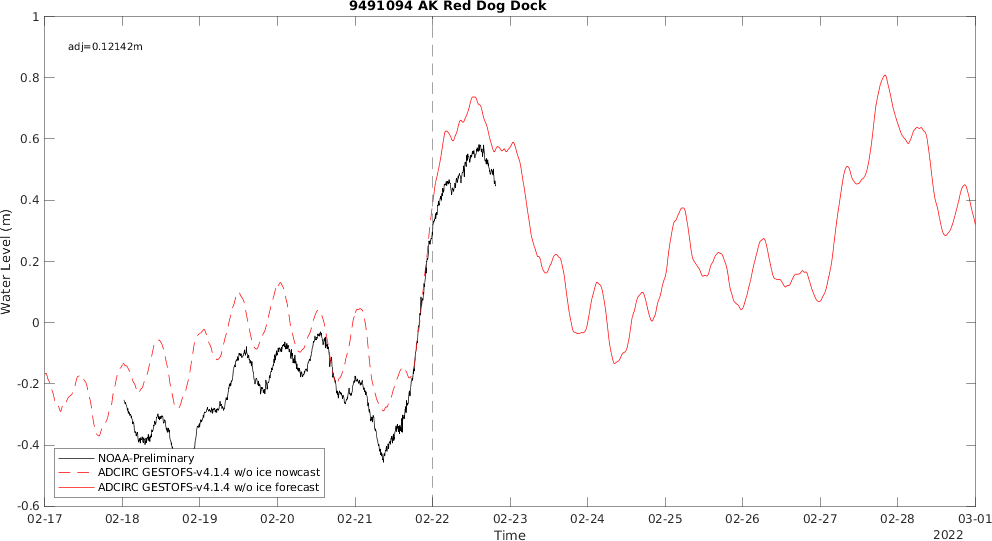 9491094 AK Red Dog Dock
adj=0.12142m
1
0.8
0.6
0.4
0.2
0
-0.2
-0.4
-0.6
Water Level (m)
NOAA-Preliminary
ADCIRC GESTOFS-v4.1.4 w/o ice nowcast
ADCIRC GESTOFS-v4.1.4 w/o ice forecast
02-17 02-18 02-19 02-20 02-21 02-22 02-23 02-24 02-25 02-26 02-27 02-28 03-01
Time
2022